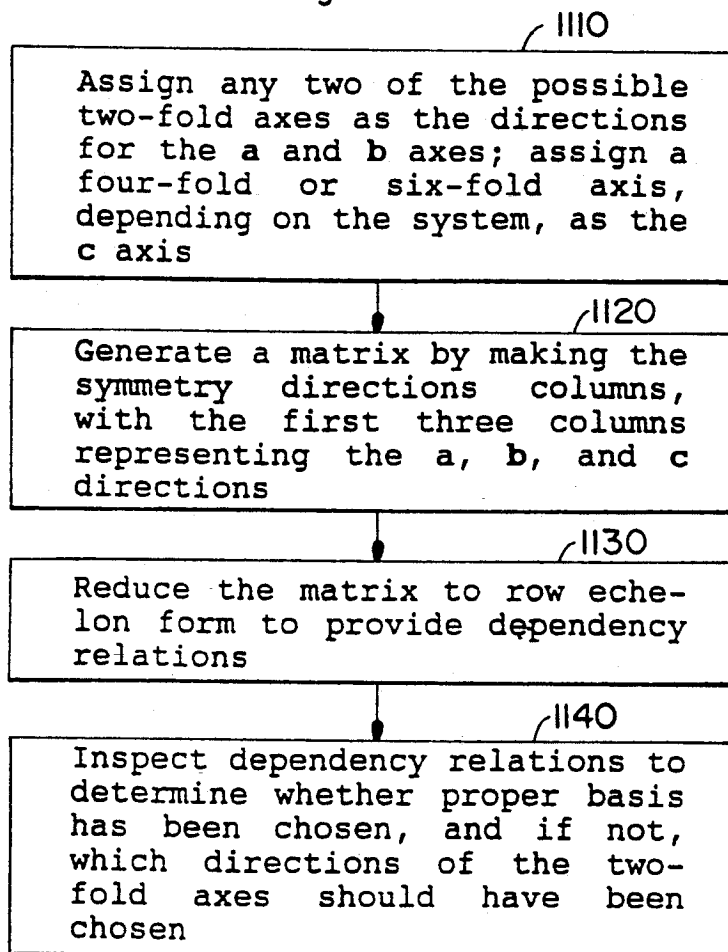 1110
Assign any two of the possible
two-fold axes as the directions
for the a and b axes; assign a
four-fold or six-fold axis,
depending on the system, as the
c axis
1120
Generate a matrix by making the
symmetry directions columns,
with the first three columns
representing the a, b, and c
directions
1130
Reduce the matrix to row eche-
lon form to provide dependency
relations
1140
Inspect dependency relations to
determine whether proper basis
has been chosen, and if not,
which directions of the two-
fold axes should have been
chosen